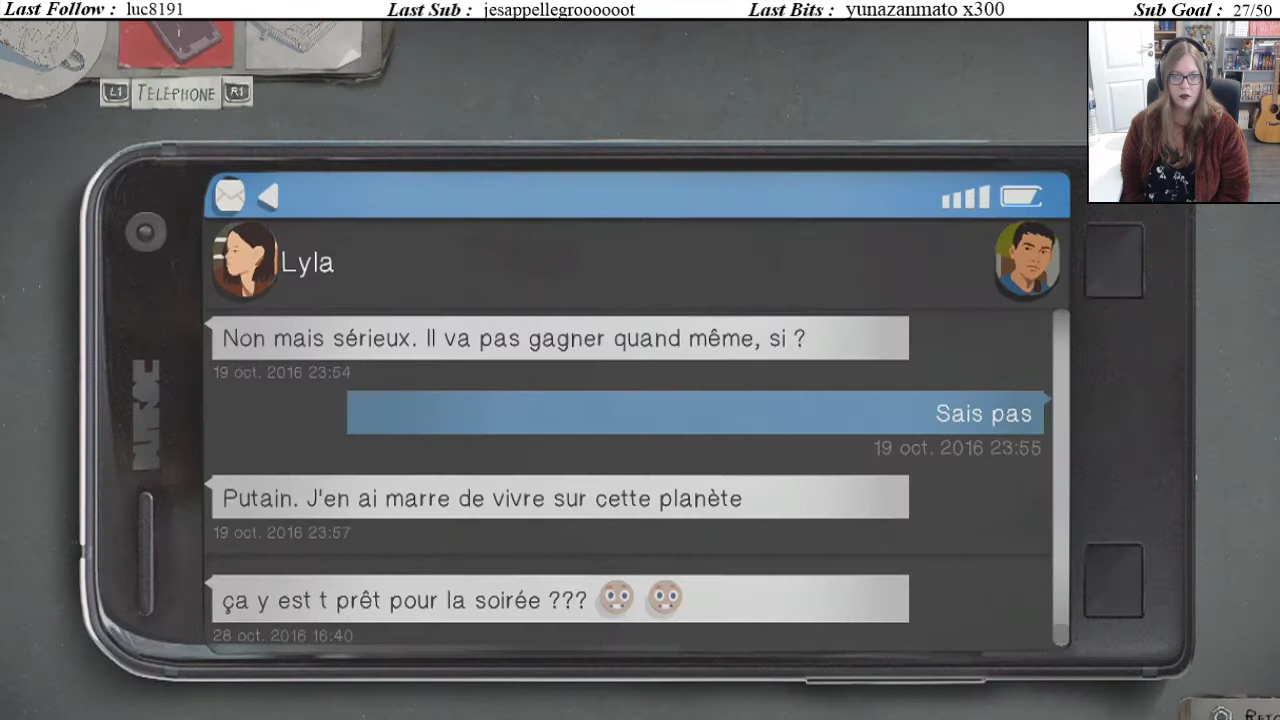 Last Follow : luc8191
Last Sub : jesappellegroooooot
Last Bits : yunazanmato x300
Sub Goal : 27/50
L1 TÉLÉPHONE R1
Lyla
Non mais sérieux. Il va pas gagner quand même, si ?
19 oct. 2016 23:54
Sais pas
19 oct. 2016 23:55
Putain. J'en ai marre de vivre sur cette planète
19 oct. 2016 23:57
ça y est t prêt pour la soirée ???
28 oct. 2016 16:40